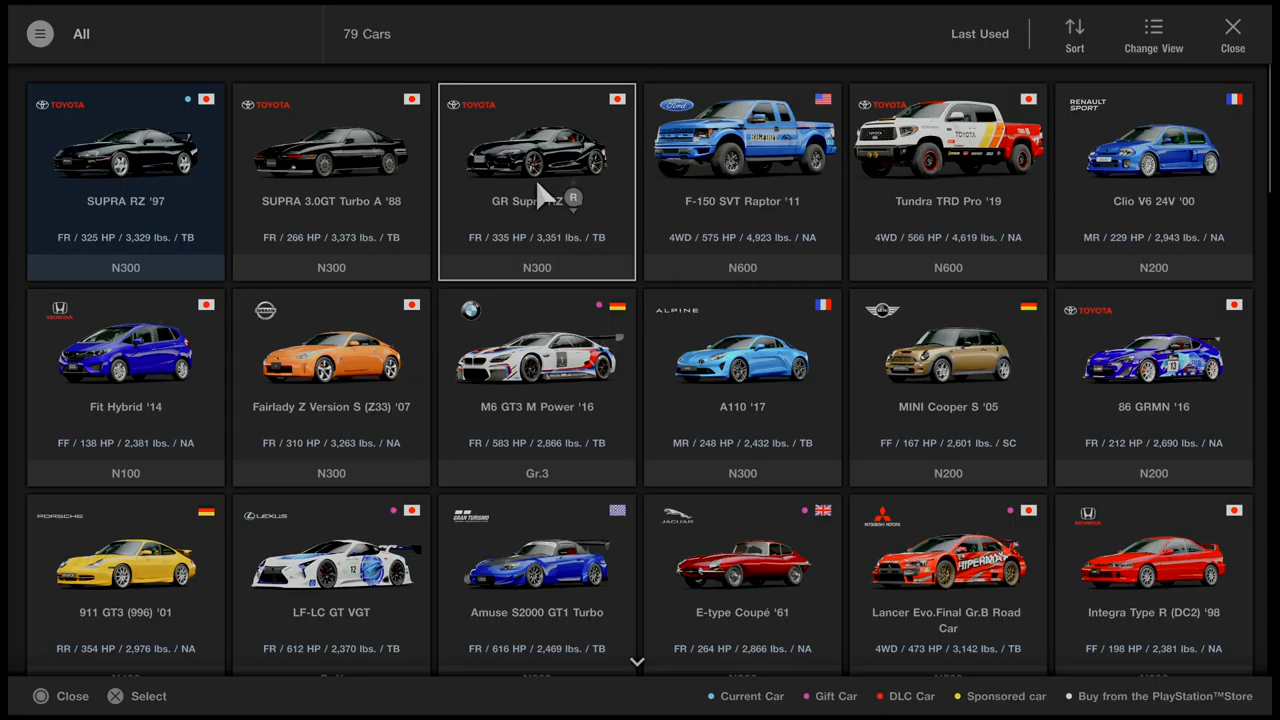 All
79 Cars
Last Used
Sort
Change View
Close
TOYOTA
SUPRA RZ '97
FR / 325 HP / 3,329 lbs. / TB
N300
TOYOTA
SUPRA 3.0GT Turbo A '88
FR / 266 HP / 3,373 lbs. / TB
N300
TOYOTA
GR Supra RZ
R
FR / 335 HP / 3,351 lbs. / TB
N300
Ford
BIGFOOT
F-150 SVT Raptor '11
4WD / 575 HP / 4,923 lbs. / NA
N600
TOYOTA
TOYOTA
Tundra TRD Pro '19
4WD / 566 HP / 4,619 lbs. / NA
N600
RENAULT
SPORT
Clio V6 24V '00
MR / 229 HP / 2,943 lbs. / NA
N200
HONDA
Fit Hybrid '14
FF / 138 HP / 2,381 lbs. / NA
N100
NISSAN
Fairlady Z Version S (Z33) '07
FR / 310 HP / 3,263 lbs. / NA
N300
M6 GT3 M Power '16
FR / 583 HP / 2,866 lbs. / TB
Gr.3
ALPINE
A110 '17
MR / 248 HP / 2,432 lbs. / TB
N300
MINI
MINI Cooper S '05
FF / 167 HP / 2,601 lbs. / SC
N200
TOYOTA
86 GRMN '16
FR / 212 HP / 2,690 lbs. / NA
N200
PORSCHE
911 GT3 (996) '01
RR / 354 HP / 2,976 lbs. / NA
LEXUS
12
LF-LC GT VGT
FR / 612 HP / 2,370 lbs. / TB
GRAN TURISMO
Amuse S2000 GT1 Turbo
FR / 616 HP / 2,469 lbs. / TB
JAGUAR
E-type Coupé '61
FR / 264 HP / 2,866 lbs. / NA
MITSUBISHI MOTORS
HIPERMAX
Lancer Evo.Final Gr.B Road
Car
4WD / 473 HP / 3,142 lbs. / TB
HONDA
Integra Type R (DC2) '98
FF / 198 HP / 2,381 lbs. / NA
Close
Select
Current Car
Gift Car
DLC Car
Sponsored car
Buy from the PlayStation™Store